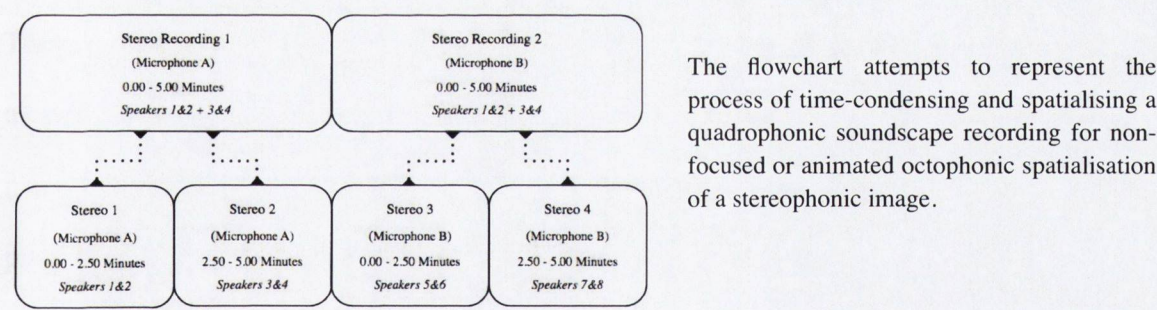 Stereo Recording 1
(Microphone A)
0.00 - 5.00 Minutes
Speakers 1&2 + 3&4
Stereo Recording 2
(Microphone B)
0.00 - 5.00 Minutes
Speakers 1&2 + 3&4
Stereo 1
(Microphone A)
0.00 - 2.50 Minutes
Speakers 1&2
Stereo 2
(Microphone A)
2.50 - 5.00 Minutes
Speakers 3&4
Stereo 3
(Microphone B)
0.00 - 2.50 Minutes
Speakers 5&6
Stereo 4
(Microphone B)
2.50 - 5.00 Minutes
Speakers 7&8
The flowchart attempts to represent the
process of time-condensing and spatialising a
quadrophonic soundscape recording for non-
focused or animated octophonic spatialisation
of a stereophonic image.